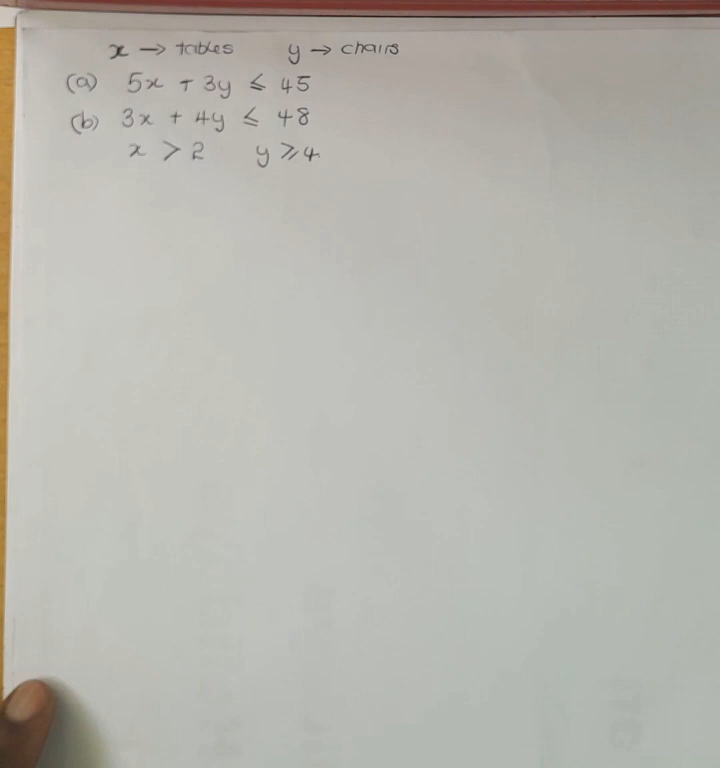 x → tables y → chairs
(a) 5x + 3y ≤ 45
(b) 3x + 4y ≤ 48
x > 2 y ≥ 4